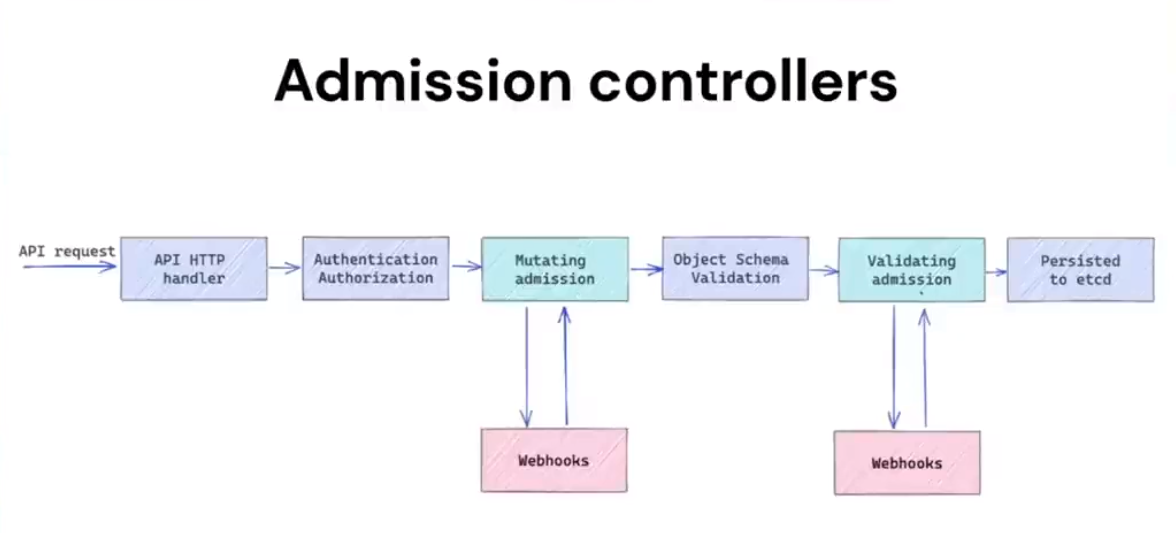 Admission controllers
API request
API HTTP
handler
Authentication
Authorization
Mutating
admission
Object Schema
Validation
Validating
admission
Persisted
to etcd
Webhooks
Webhooks